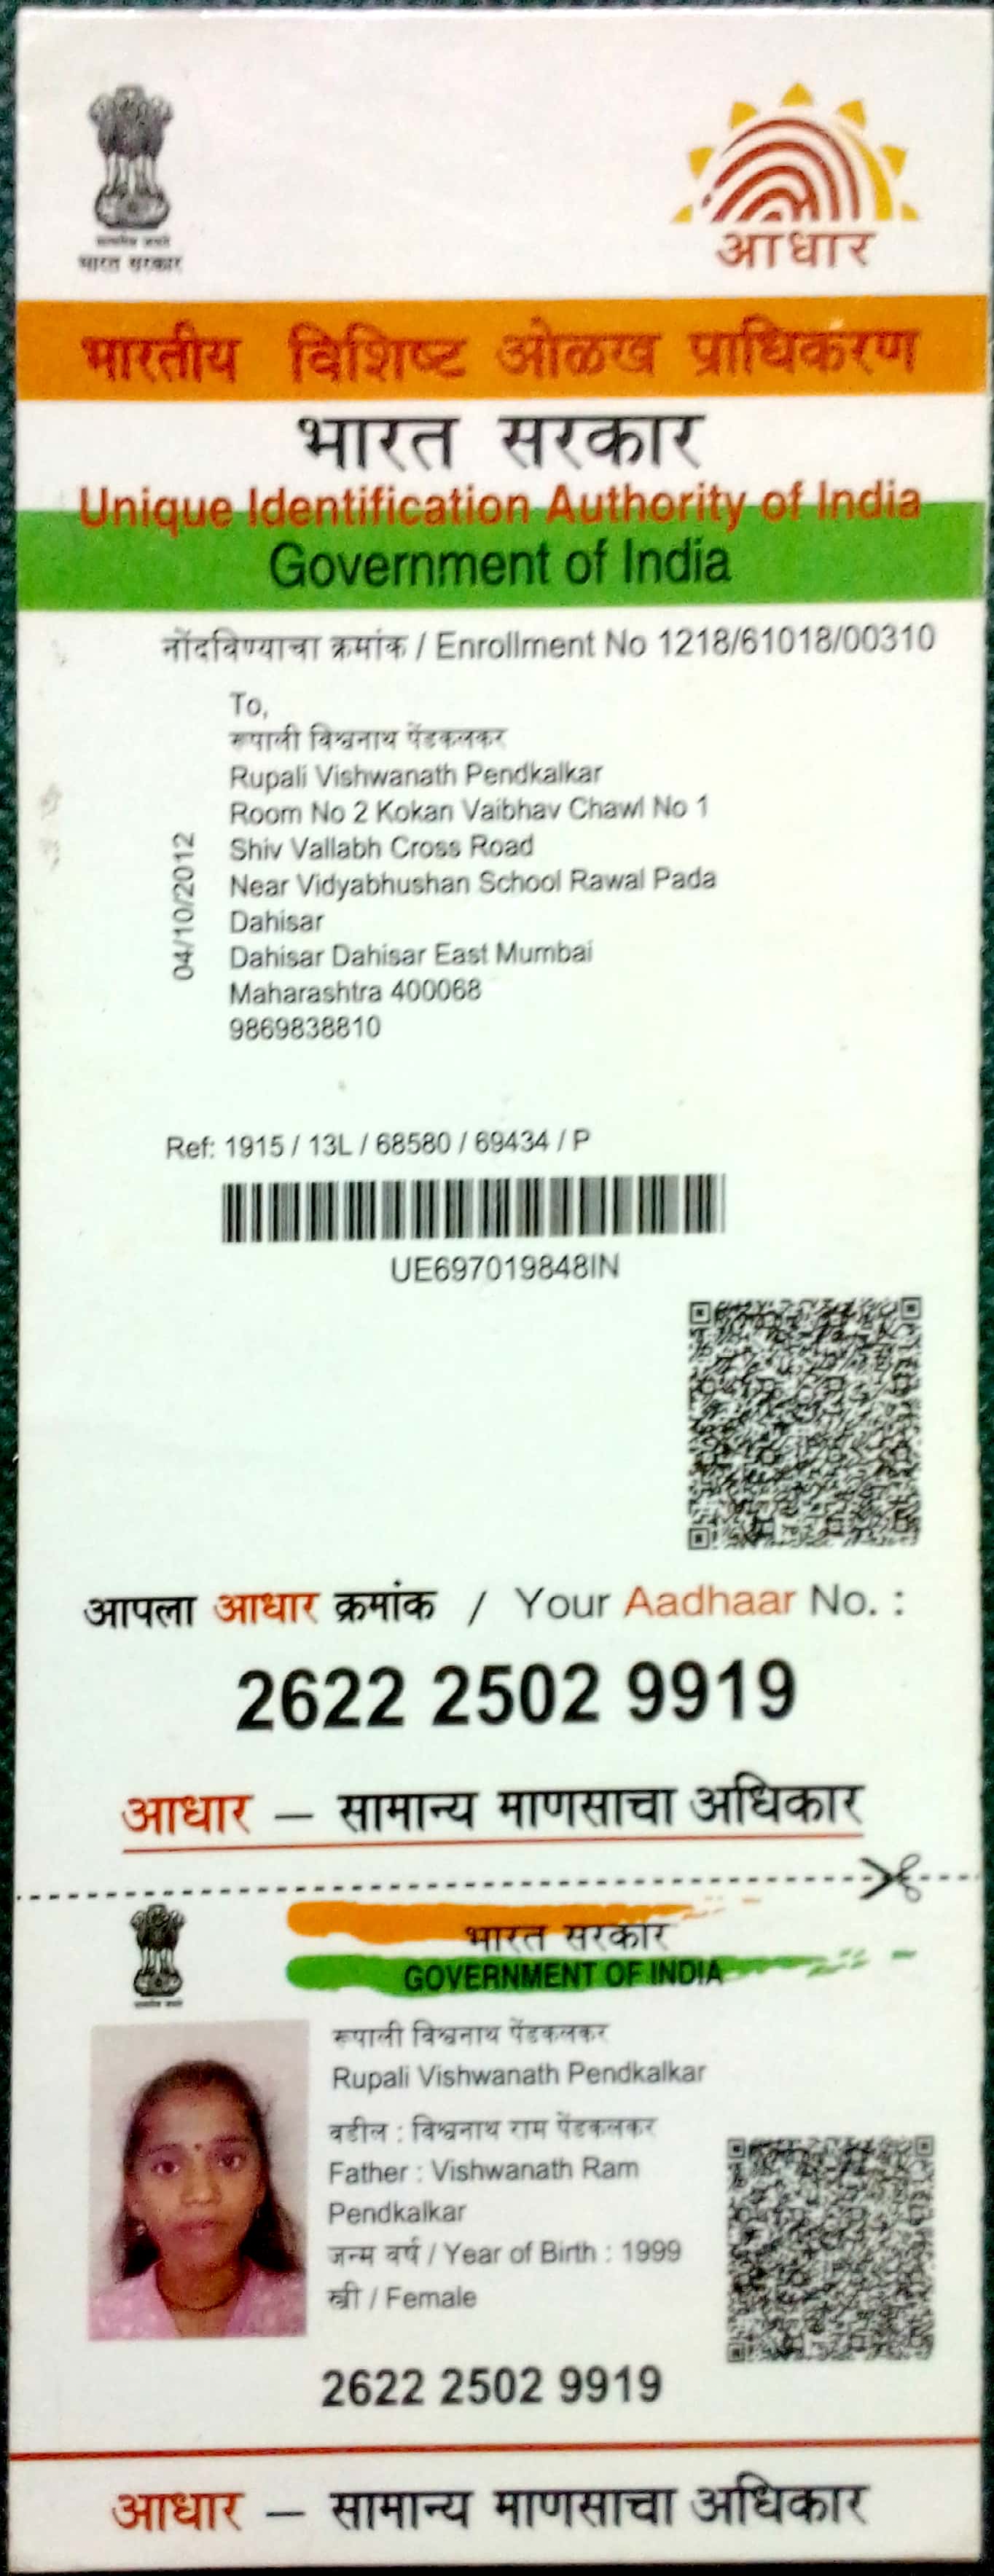 भारत सरकार
आधार
भारतीय विशिष्ट ओळख प्राधिकरण
भारत सरकार
Unique Identification Authority of India
Government of India
नोंदविण्याचा क्रमांक / Enrollment No 1218/61018/00310
To,
रूपाली विश्वनाथ पेंडकलकर
Rupali Vishwanath Pendkalkar
Room No 2 Kokan Vaibhav Chawl No 1
Shiv Vallabh Cross Road
Near Vidyabhushan School Rawal Pada
Dahisar
Dahisar Dahisar East Mumbai
Maharashtra 400068
9869838810
04/10/2012
Ref: 1915 / 13L / 68580 / 69434 / P
UE697019848IN
आपला आधार क्रमांक / Your Aadhaar No. :
2622 2502 9919
आधार – सामान्य माणसाचा अधिकार
भारत सरकार
GOVERNMENT OF INDIA
रूपाली विश्वनाथ पेंडकलकर
Rupali Vishwanath Pendkalkar
वडील : विश्वनाथ राम पेंडकलकर
Father : Vishwanath Ram
Pendkalkar
जन्म वर्ष / Year of Birth : 1999
स्त्री / Female
2622 2502 9919
आधार – सामान्य माणसाचा अधिकार